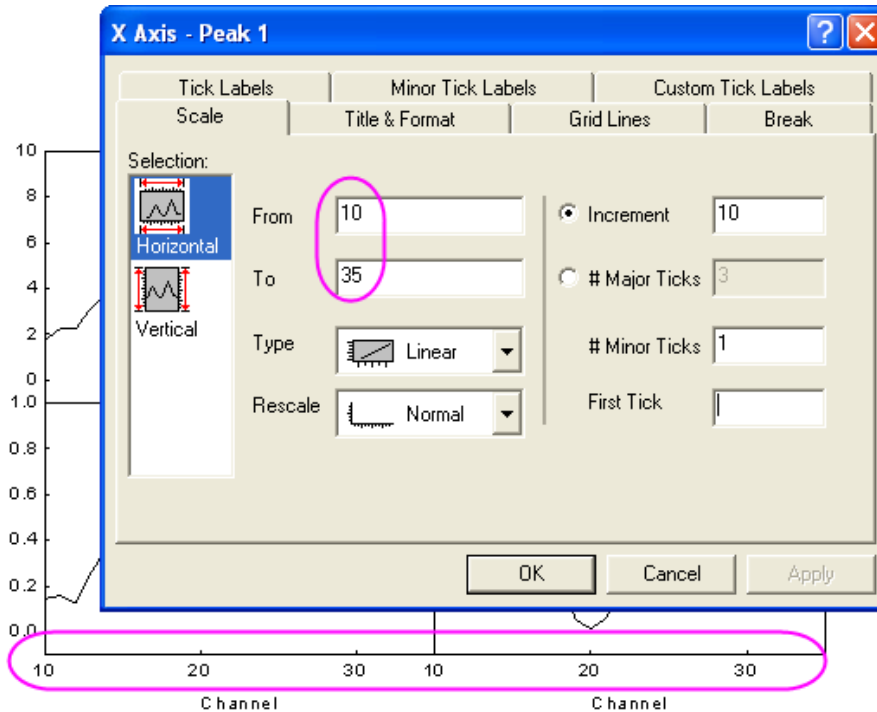 X Axis - Peak 1
?
Tick Labels
Minor Tick Labels
Custom Tick Labels
Scale
Title & Format
Grid Lines
Break
Selection:
Horizontal
Vertical
From 10
To 35
Type Linear
Rescale Normal
Increment 10
# Major Ticks 3
# Minor Ticks 1
First Tick
OK
Cancel
Apply
10
8
6
4
2
0
1.0
0.8
0.6
0.4
0.2
0.0
10 20 30 10 20 30
Channel Channel